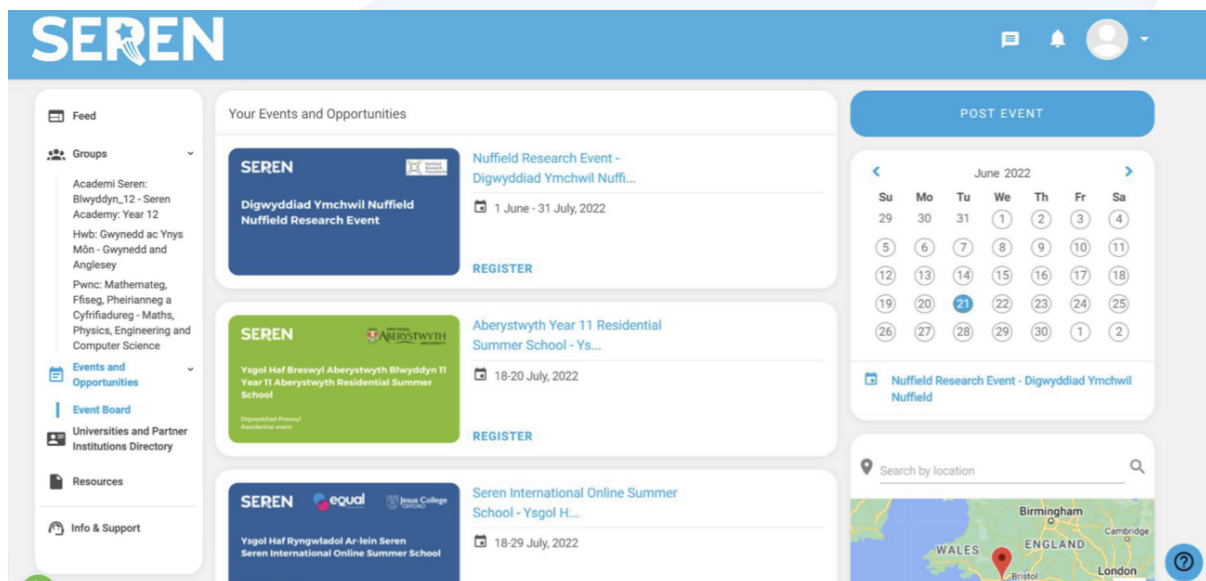 SEREN
Feed
Groups
Academi Seren:
Blwyddyn_12 - Seren
Academy: Year 12
Hwb: Gwynedd ac Ynys
Môn - Gwynedd and
Anglesey
Pwnc: Mathemateg,
Ffiseg, Pheirianneg a
Cyfrifiadureg - Maths,
Physics, Engineering and
Computer Science
Events and
Opportunities
Event Board
Universities and Partner
Institutions Directory
Resources
Info & Support
Your Events and Opportunities
SEREN
Digwyddiad Ymchwil Nuffield
Nuffield Research Event
Nuffield Research Event -
Digwyddiad Ymchwil Nuffi...
1 June - 31 July, 2022
REGISTER
SEREN
ABERYSTWYTH
Ysgol Haf Breswyl Aberystwyth Blwyddyn 11
Year 11 Aberystwyth Residential Summer
School
Digwyddiad Preswyl
Residential event
Aberystwyth Year 11 Residential
Summer School - Ys...
18-20 July, 2022
REGISTER
SEREN equal Jesus College
OXFORD
Ysgol Haf Ryngwladol Ar-lein Seren
Seren International Online Summer School
Seren International Online Summer
School - Ysgol H...
18-29 July, 2022
POST EVENT
June 2022
Su Mo Tu We Th Fr Sa
29 30 31 1 2 3 4
5 6 7 8 9 10 11
12 13 14 15 16 17 18
19 20 21 22 23 24 25
26 27 28 29 30 1 2
Nuffield Research Event - Digwyddiad Ymchwil
Nuffield
Search by location
Birmingham
Cambridge
WALES
ENGLAND
Bristol
London